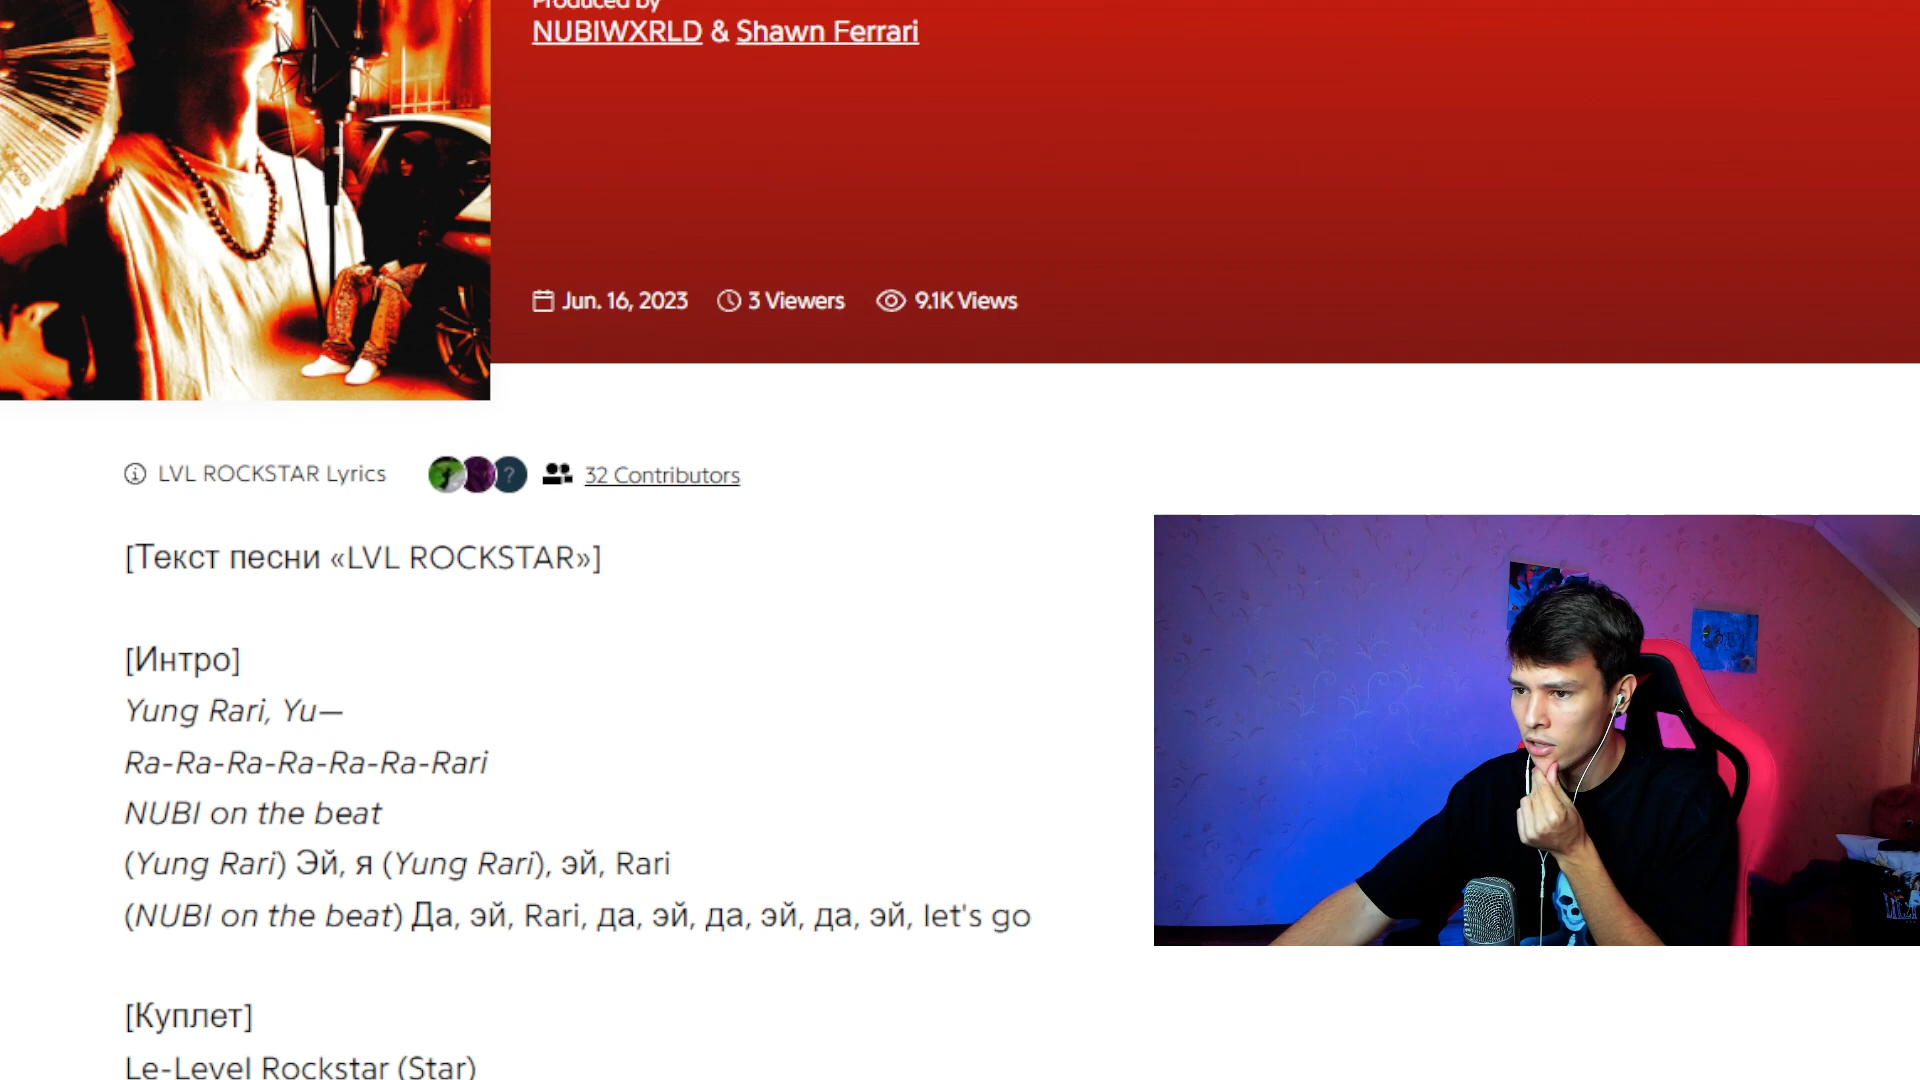 Produced by
NUBIWXRLD & Shawn Ferrari
Jun. 16, 2023 3 Viewers 9.1K Views
LVL ROCKSTAR Lyrics ? 32 Contributors
[Текст песни «LVL ROCKSTAR»]
[Интро]
Yung Rari, Yu—
Ra-Ra-Ra-Ra-Ra-Ra-Rari
NUBI on the beat
(Yung Rari) Эй, я (Yung Rari), эй, Rari
(NUBI on the beat) Да, эй, Rari, да, эй, да, эй, да, эй, let's go
[Куплет]
Le-Level Rockstar (Star)